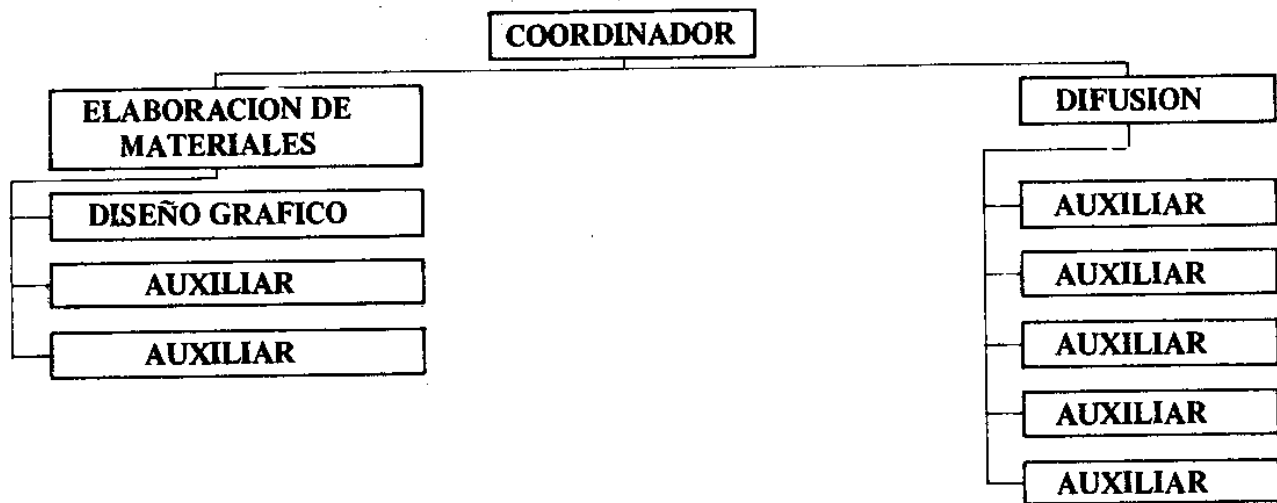 COORDINADOR
ELABORACION DE
MATERIALES
DISEÑO GRAFICO
AUXILIAR
AUXILIAR
DIFUSION
AUXILIAR
AUXILIAR
AUXILIAR
AUXILIAR
AUXILIAR